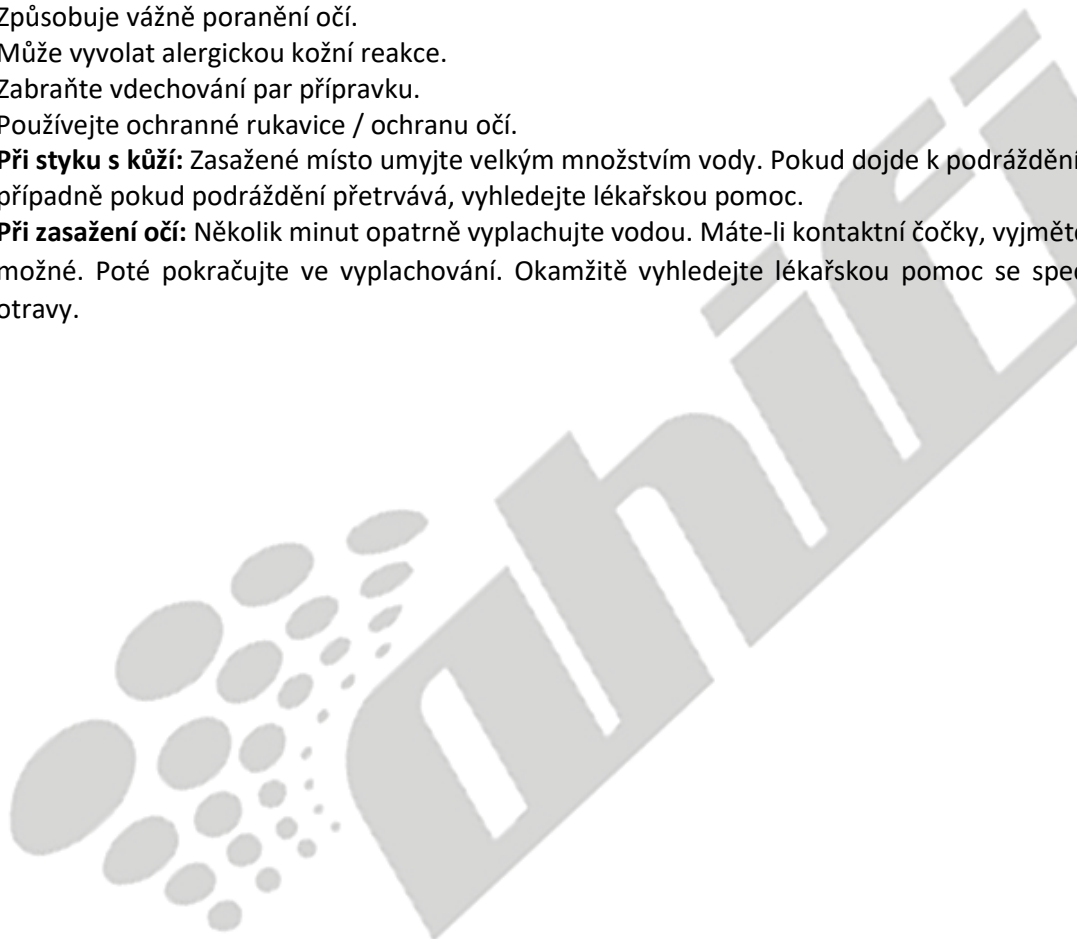 Způsobuje vážně poranění očí.
Může vyvolat alergickou kožní reakce.
Zabraňte vdechování par přípravku.
Používejte ochranné rukavice / ochranu očí.
Při styku s kůží: Zasažené místo umyjte velkým množstvím vody. Pokud dojde k podráždění
případně pokud podráždění přetrvává, vyhledejte lékařskou pomoc.
Při zasažení očí: Několik minut opatrně vyplachujte vodou. Máte-li kontaktní čočky, vyjměte
možné. Poté pokračujte ve vyplachování. Okamžitě vyhledejte lékařskou pomoc se spec
otravy.